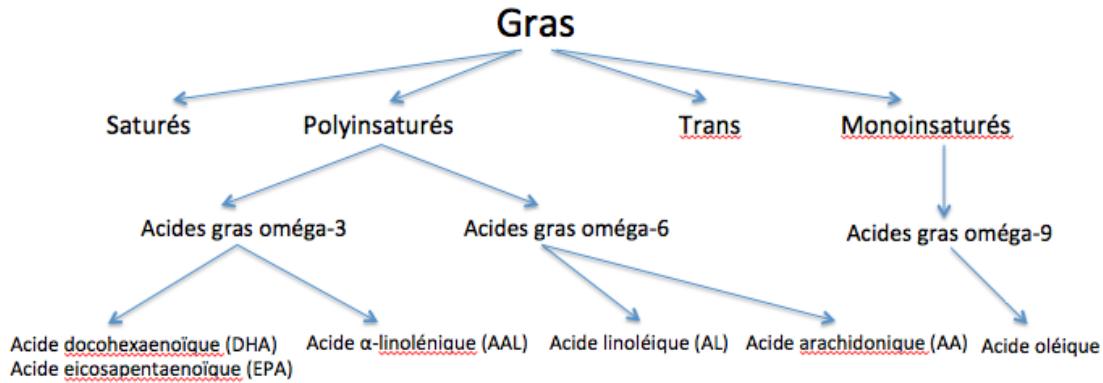 Gras
Saturés
Polyinsaturés
Trans
Monoinsaturés
Acides gras oméga-3
Acides gras oméga-6
Acides gras oméga-9
Acide docohexaenoïque (DHA)
Acide eicosapentaenoïque (EPA)
Acide α-linolénique (AAL)
Acide linoléique (AL)
Acide arachidonique (AA)
Acide oléique